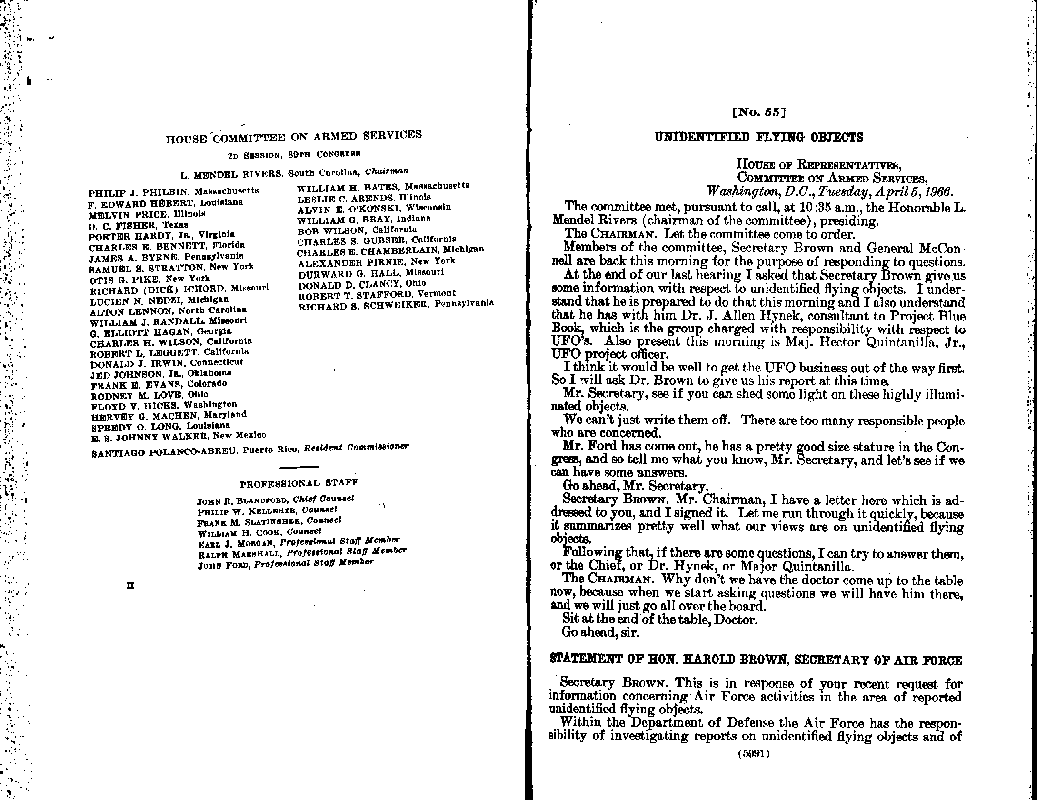 HOUSE COMMITTEE ON ARMED SERVICES
2D SESSION, 89TH CONGRESS
L. MENDEL RIVERS, South Carolina, Chairman
PHILIP J. PHILBIN, Massachusetts
F. EDWARD HÉBERT, Louisiana
MELVIN PRICE, Illinois
O. C. FISHER, Texas
PORTER HARDY, JR., Virginia
CHARLES E. BENNETT, Florida
JAMES A. BYRNE, Pennsylvania
SAMUEL S. STRATTON, New York
OTIS G. PIKE, New York
RICHARD (DICK) ICHORD, Missouri
LUCIEN N. NEDZI, Michigan
ALTON LENNON, North Carolina
WILLIAM J. RANDALL, Missouri
G. ELLIOTT HAGAN, Georgia
CHARLES H. WILSON, California
ROBERT L. LEGGETT, California
DONALD J. IRWIN, Connecticut
JED JOHNSON, JR., Oklahoma
FRANK E. EVANS, Colorado
RODNEY M. LOVE, Ohio
FLOYD V. HICKS, Washington
HERVEY G. MACHEN, Maryland
SPEEDY O. LONG, Louisiana
E. S. JOHNNY WALKER, New Mexico
WILLIAM H. BATES, Massachusetts
LESLIE C. ARENDS, Illinois
ALVIN E. O'KONSKI, Wisconsin
WILLIAM G. BRAY, Indiana
BOB WILSON, California
CHARLES S. GUBSER, California
CHARLES E. CHAMBERLAIN, Michigan
ALEXANDER PIRNIE, New York
DURWARD G. HALL, Missouri
DONALD D. CLANCY, Ohio
ROBERT T. STAFFORD, Vermont
RICHARD S. SCHWEIKER, Pennsylvania
SANTIAGO POLANCO-ABREU, Puerto Rico, Resident Commissioner
PROFESSIONAL STAFF
JOHN R. BLANDFORD, Chief Counsel
PHILIP W. KELLEHER, Counsel
FRANK M. SLATINSHEK, Counsel
WILLIAM H. COOK, Counsel
EARL J. MORGAN, Professional Staff Member
RALPH MARSHALL, Professional Staff Member
JOHN FORD, Professional Staff Member
II
[No. 55]
UNIDENTIFIED FLYING OBJECTS
HOUSE OF REPRESENTATIVES,
COMMITTEE ON ARMED SERVICES,
Washington, D.C., Tuesday, April 5, 1966.
The committee met, pursuant to call, at 10:35 a.m., the Honorable L.
Mendel Rivers (chairman of the committee), presiding.
The CHAIRMAN. Let the committee come to order.
Members of the committee, Secretary Brown and General McCon-
nell are back this morning for the purpose of responding to questions.
At the end of our last hearing I asked that Secretary Brown give us
some information with respect to unidentified flying objects. I under-
stand that he is prepared to do that this morning and I also understand
that he has with him Dr. J. Allen Hynek, consultant to Project Blue
Book, which is the group charged with responsibility with respect to
UFO's. Also present this morning is Maj. Hector Quintanilla, Jr.,
UFO project officer.
I think it would be well to get the UFO business out of the way first.
So I will ask Dr. Brown to give us his report at this time.
Mr. Secretary, see if you can shed some light on these highly illumi-
nated objects.
We can't just write them off. There are too many responsible people
who are concerned.
Mr. Ford has come out, he has a pretty good size stature in the Con-
gress, and so tell me what you know, Mr. Secretary, and let's see if we
can have some answers.
Go ahead, Mr. Secretary.
Secretary BROWN. Mr. Chairman, I have a letter here which is ad-
dressed to you, and I signed it. Let me run through it quickly, because
it summarizes pretty well what our views are on unidentified flying
objects.
Following that, if there are some questions, I can try to answer them,
or the Chief, or Dr. Hynek, or Major Quintanilla.
The CHAIRMAN. Why don't we have the doctor come up to the table
now, because when we start asking questions we will have him there,
and we will just go all over the board.
Sit at the end of the table, Doctor.
Go ahead, sir.
STATEMENT OF HON. HAROLD BROWN, SECRETARY OF AIR FORCE
Secretary BROWN. This is in response of your recent request for
information concerning Air Force activities in the area of reported
unidentified flying objects.
Within the Department of Defense the Air Force has the respon-
sibility of investigating reports on unidentified flying objects and of
(5991)